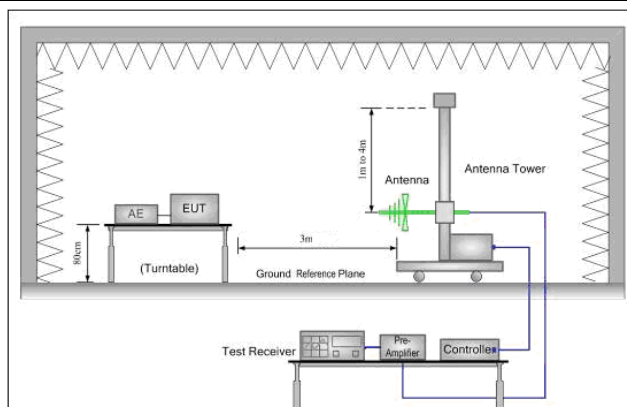 1m to 4m
Antenna Tower
Antenna
AE
EUT
80cm
(Turntable)
3m
Ground Reference Plane
Test Receiver
Pre-
Amplifier
Controller